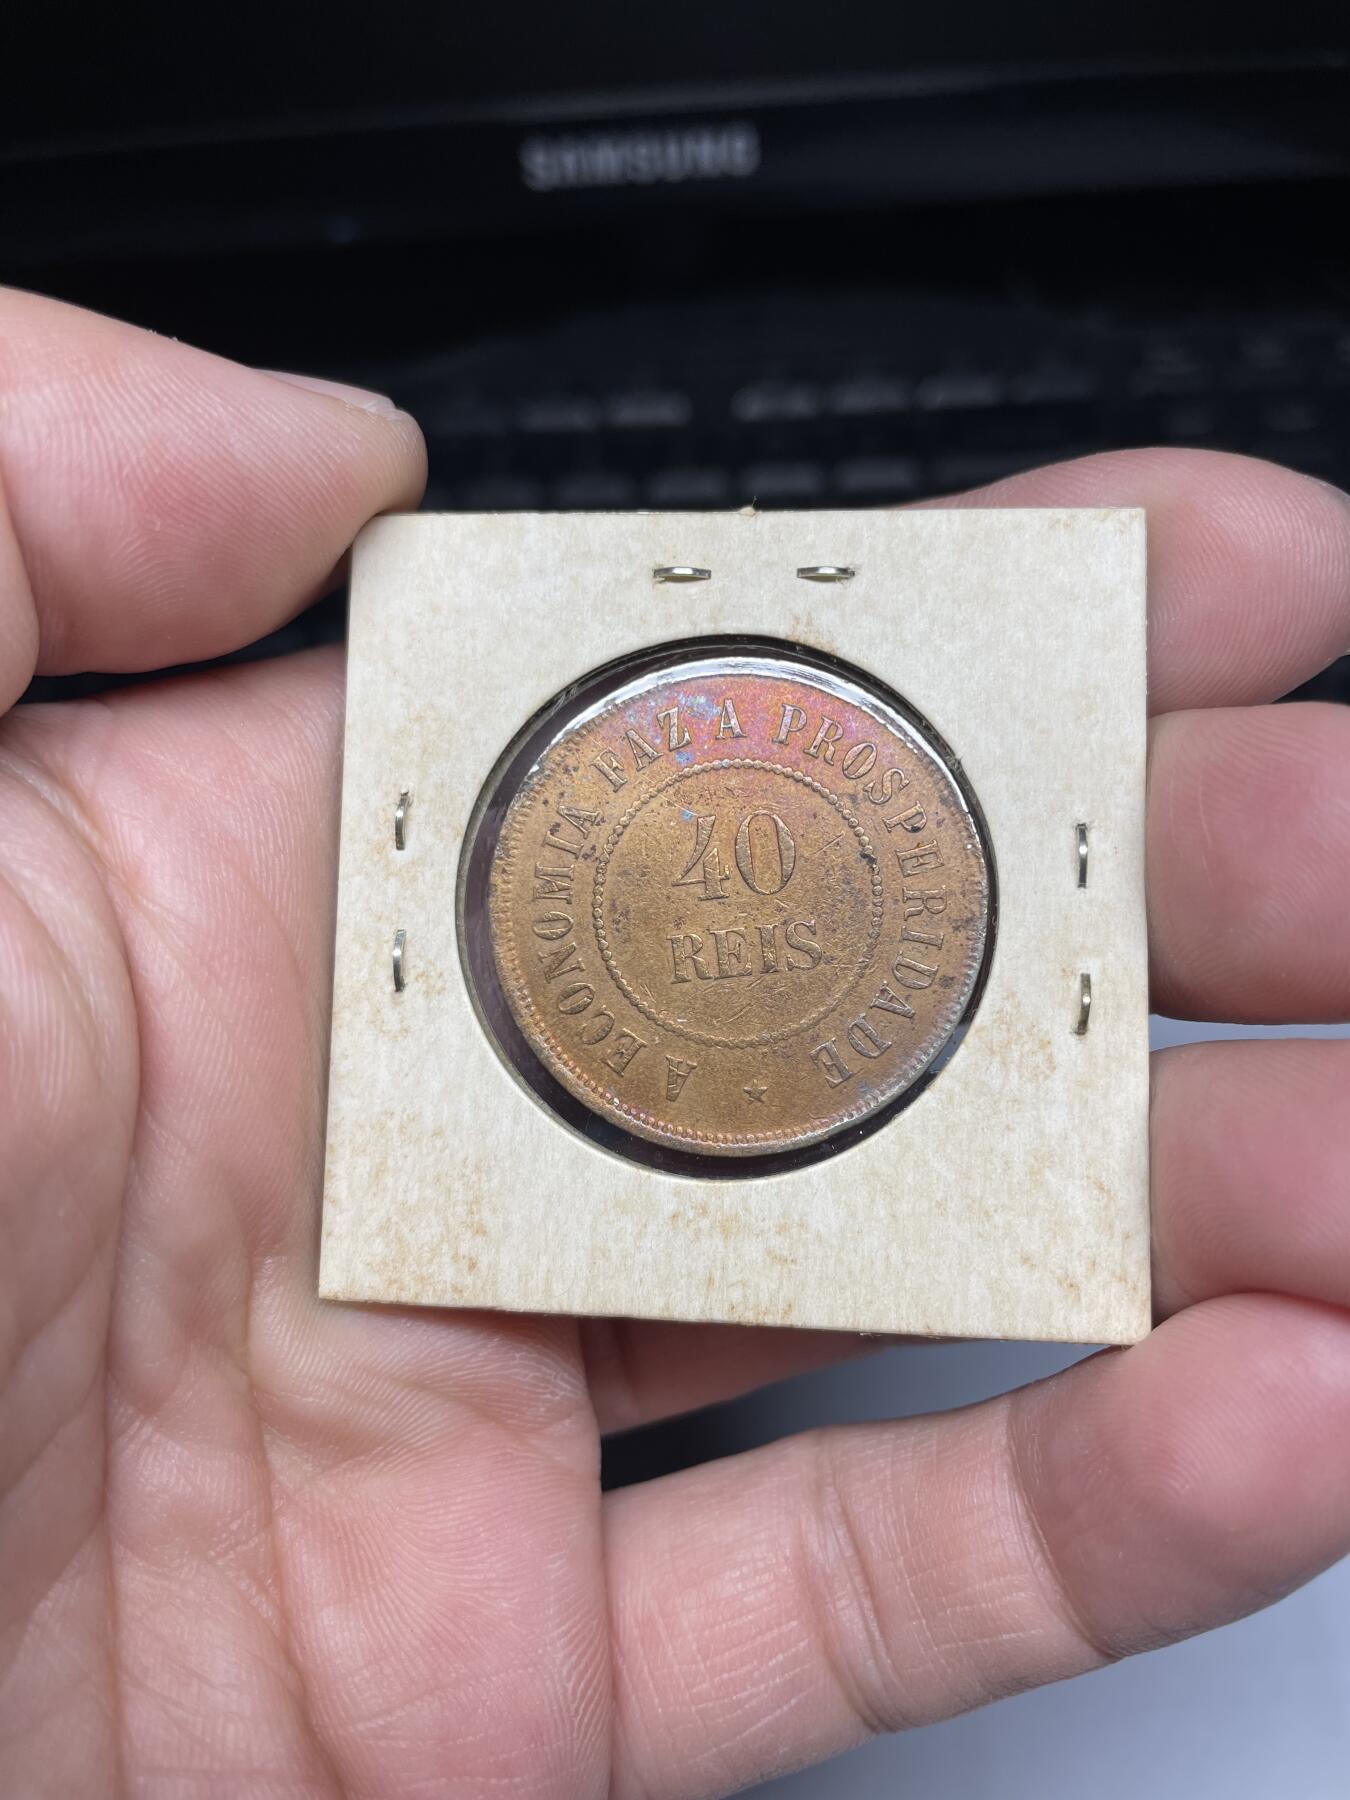 SAMSUNG
A ECONOMIA FAZ A PROSPERIDADE
40
REIS